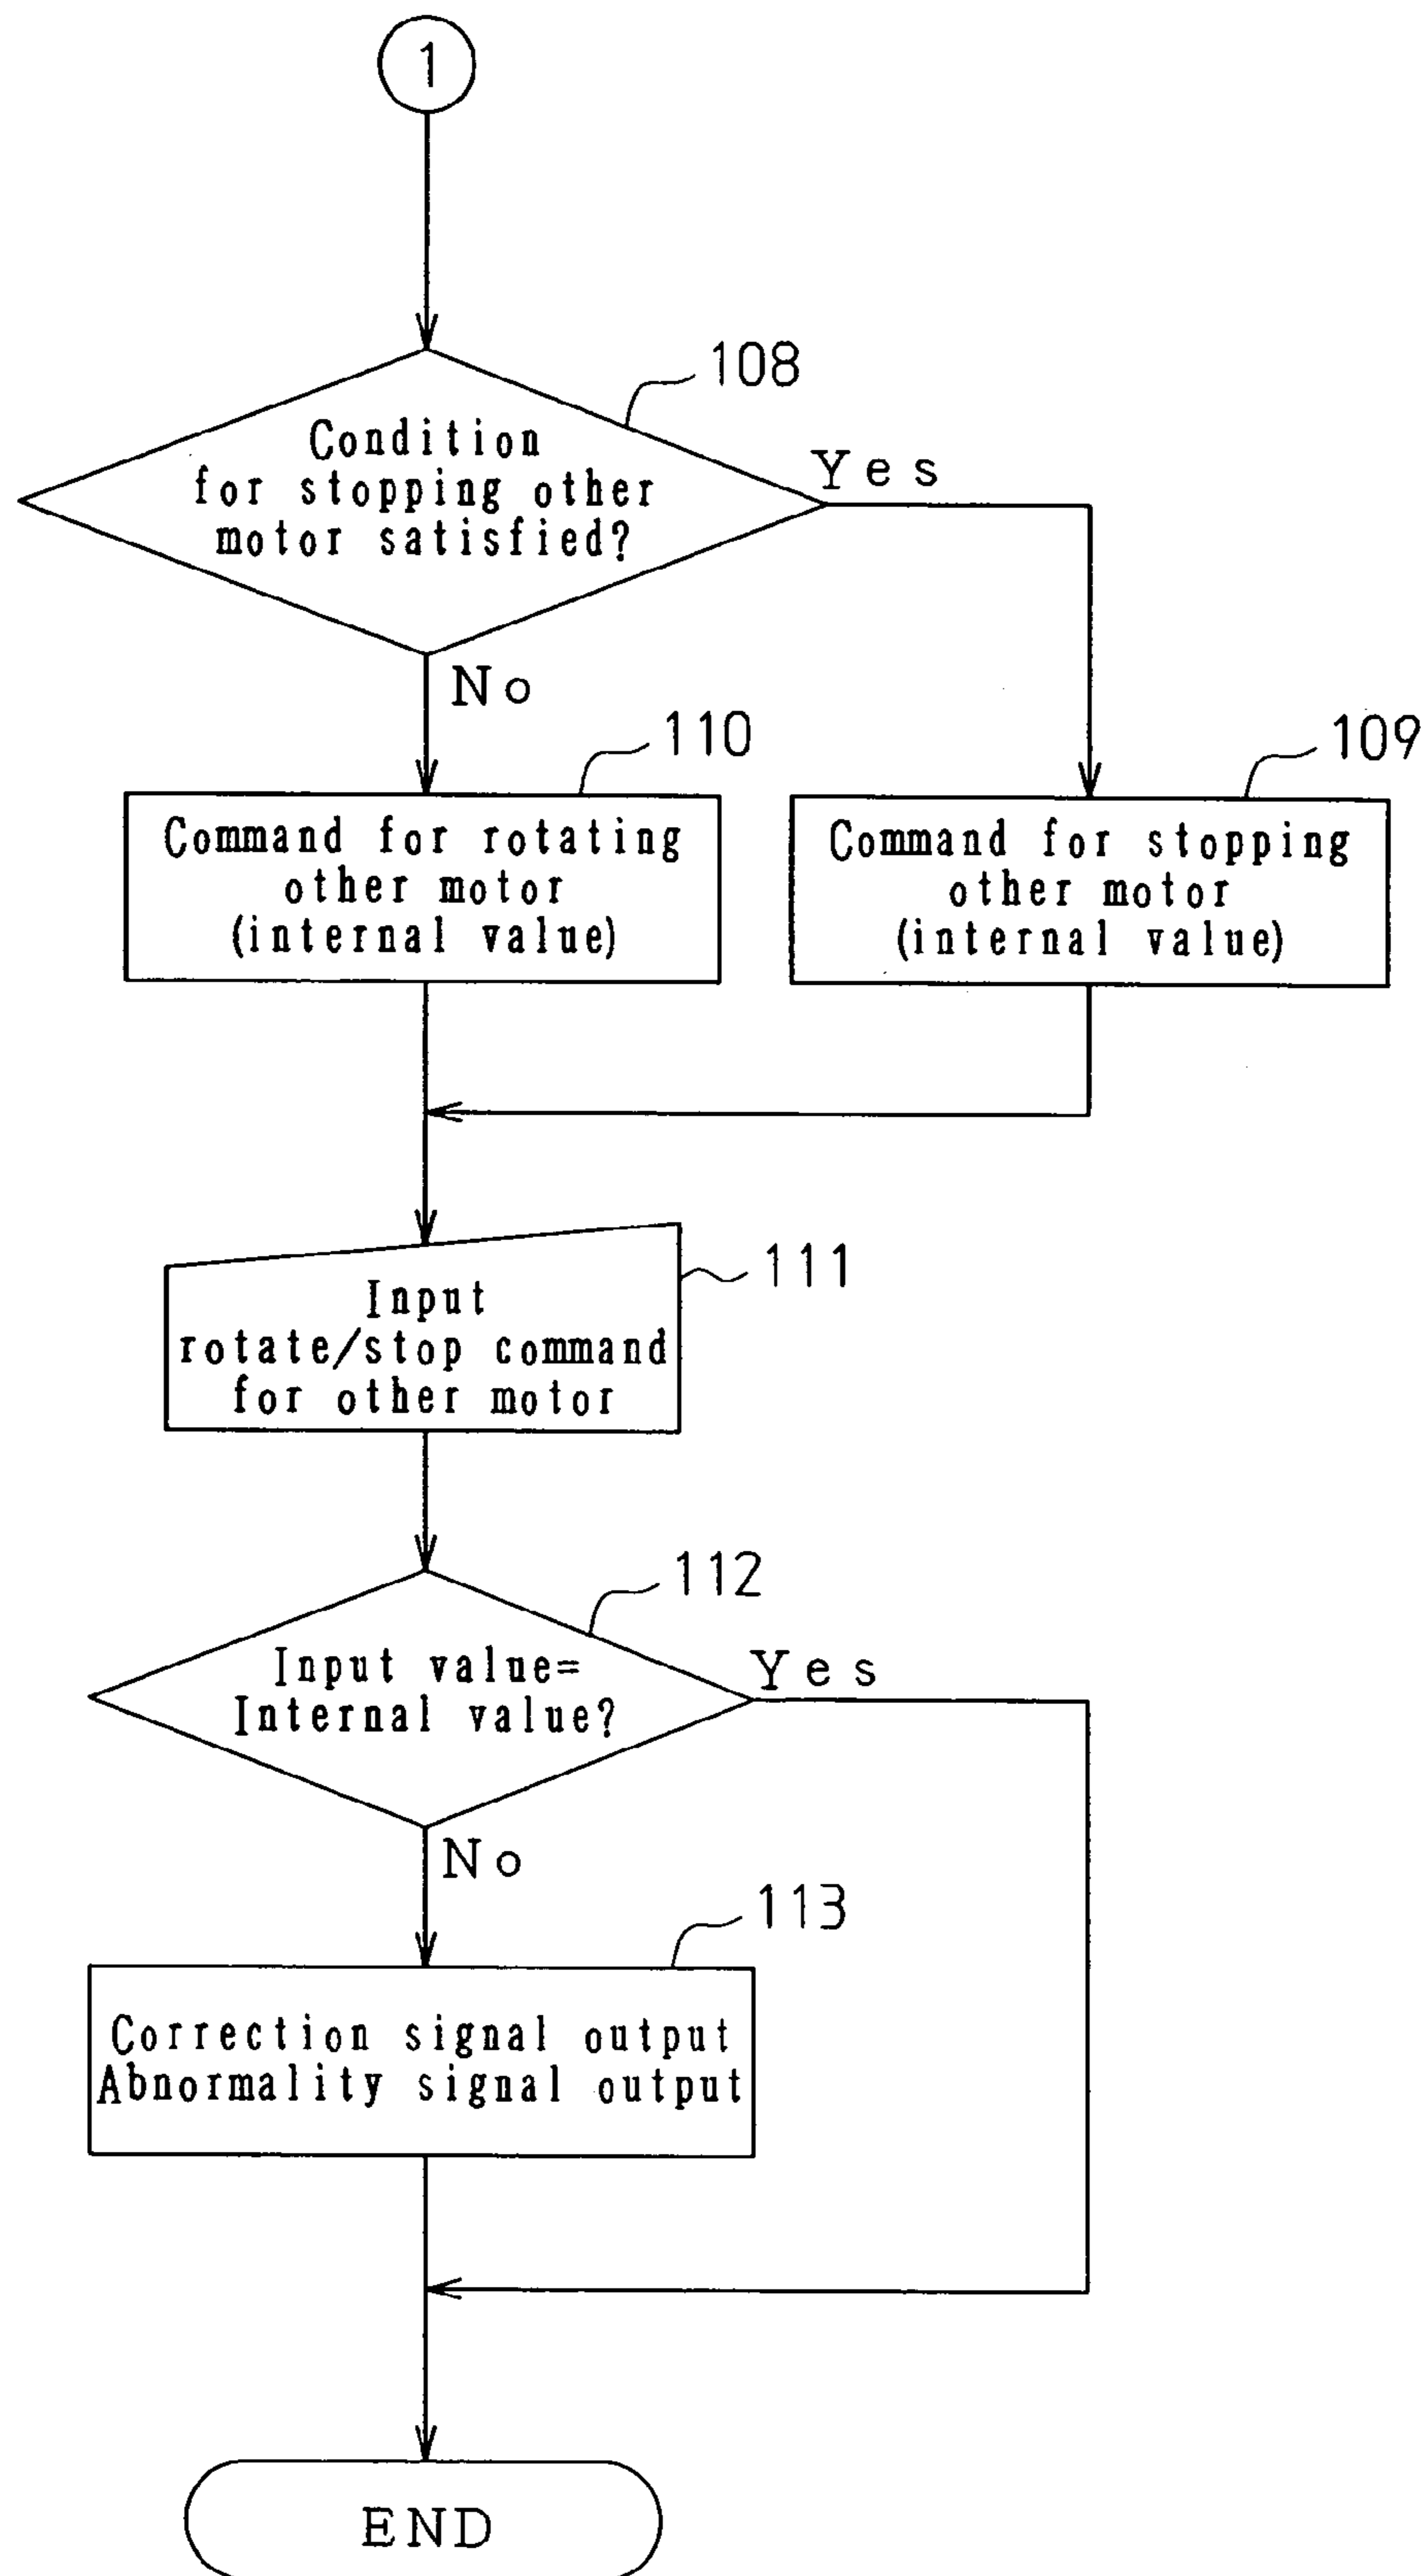 1
108
Condition
for stopping other
motor satisfied?
Yes
No
110
109
Command for rotating
other motor
(internal value)
Command for stopping
other motor
(internal value)
111
Input
rotate/stop command
for other motor
112
Input value=
Internal value?
Yes
No
113
Correction signal output
Abnormality signal output
END